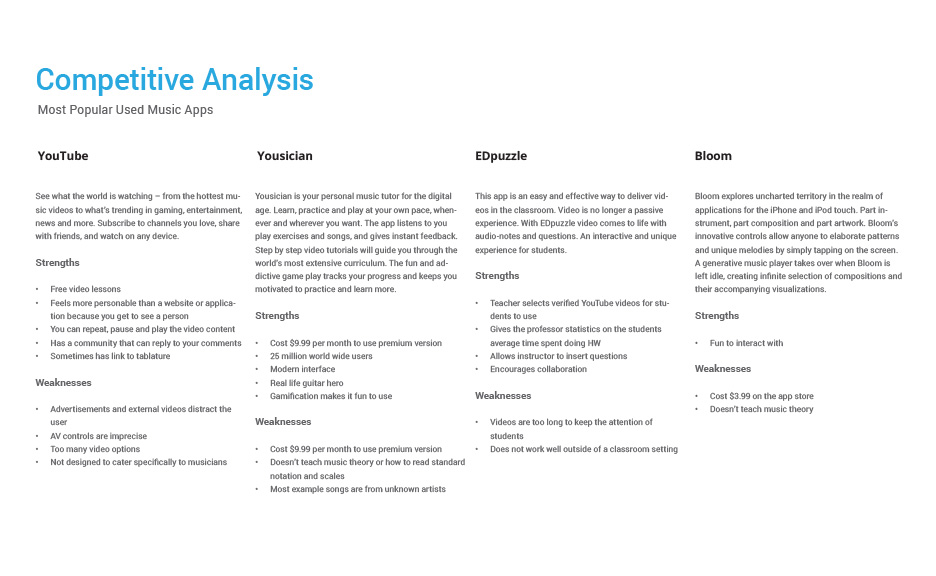 Competitive Analysis
Most Popular Used Music Apps
YouTube
See what the world is watching – from the hottest mu-
sic videos to what's trending in gaming, entertainment,
news and more. Subscribe to channels you love, share
with friends, and watch on any device.
Strengths
• Free video lessons
• Feels more personable than a website or applica-
tion because you get to see a person
• You can repeat, pause and play the video content
• Has a community that can reply to your comments
• Sometimes has link to tablature
Weaknesses
• Advertisements and external videos distract the
user
• AV controls are imprecise
• Too many video options
• Not designed to cater specifically to musicians
Yousician
Yousician is your personal music tutor for the digital
age. Learn, practice and play at your own pace, when-
ever and wherever you want. The app listens to you
play exercises and songs, and gives instant feedback.
Step by step video tutorials will guide you through the
world's most extensive curriculum. The fun and ad-
dictive game play tracks your progress and keeps you
motivated to practice and learn more.
Strengths
• Cost $9.99 per month to use premium version
• 25 million world wide users
• Modern interface
• Real life guitar hero
• Gamification makes it fun to use
Weaknesses
• Cost $9.99 per month to use premium version
• Doesn't teach music theory or how to read standard
notation and scales
• Most example songs are from unknown artists
EDpuzzle
This app is an easy and effective way to deliver vid-
eos in the classroom. Video is no longer a passive
experience. With EDpuzzle video comes to life with
audio-notes and questions. An interactive and unique
experience for students.
Strengths
• Teacher selects verified YouTube videos for stu-
dents to use
• Gives the professor statistics on the students
average time spent doing HW
• Allows instructor to insert questions
• Encourages collaboration
Weaknesses
• Videos are too long to keep the attention of
students
• Does not work well outside of a classroom setting
Bloom
Bloom explores uncharted territory in the realm of
applications for the iPhone and iPod touch. Part in-
strument, part composition and part artwork. Bloom's
innovative controls allow anyone to elaborate patterns
and unique melodies by simply tapping on the screen.
A generative music player takes over when Bloom is
left idle, creating infinite selection of compositions and
their accompanying visualizations.
Strengths
• Fun to interact with
Weaknesses
• Cost $3.99 on the app store
• Doesn't teach music theory